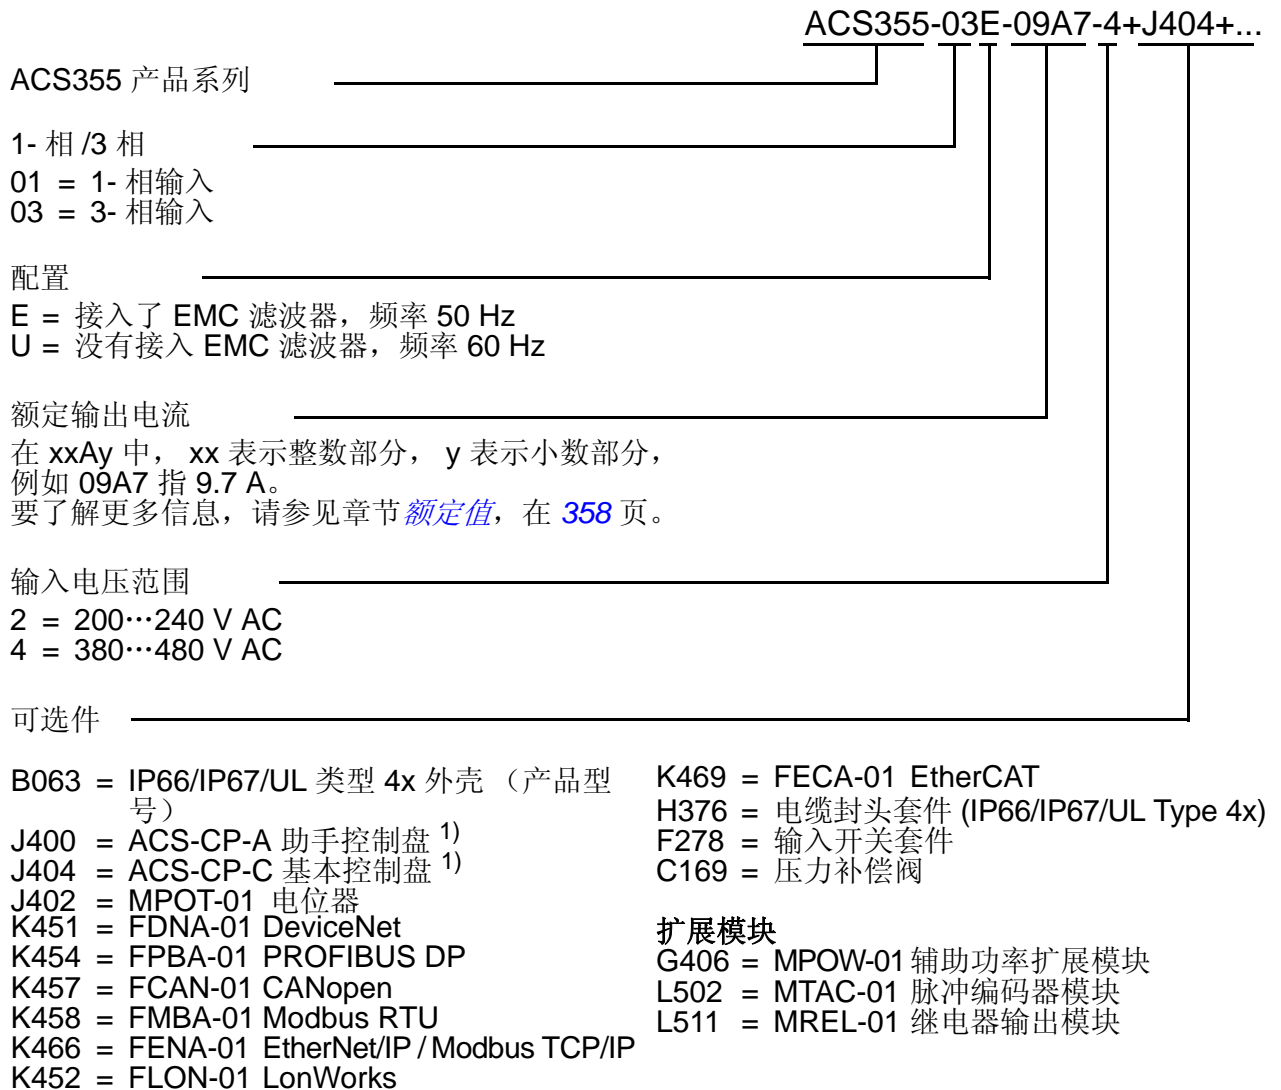 ACS355-03E-09A7-4+J404+...
ACS355 产品系列
1- 相 /3 相
01 = 1- 相输入
03 = 3- 相输入
配置
E = 接入了 EMC 滤波器，频率 50 Hz
U = 没有接入 EMC 滤波器，频率 60 Hz
额定输出电流
在 xxAy 中， xx 表示整数部分， y 表示小数部分，
例如 09A7 指 9.7 A。
要了解更多信息，请参见章节额定值，在 358 页。
输入电压范围
2 = 200…240 V AC
4 = 380…480 V AC
可选件
B063 = IP66/IP67/UL 类型 4x 外壳 （产品型
号）
J400 = ACS-CP-A 助手控制盘 1)
J404 = ACS-CP-C 基本控制盘 1)
J402 = MPOT-01 电位器
K451 = FDNA-01 DeviceNet
K454 = FPBA-01 PROFIBUS DP
K457 = FCAN-01 CANopen
K458 = FMBA-01 Modbus RTU
K466 = FENA-01 EtherNet/IP / Modbus TCP/IP
K452 = FLON-01 LonWorks
K469 = FECA-01 EtherCAT
H376 = 电缆封头套件 (IP66/IP67/UL Type 4x)
F278 = 输入开关套件
C169 = 压力补偿阀
扩展模块
G406 = MPOW-01 辅助功率扩展模块
L502 = MTAC-01 脉冲编码器模块
L511 = MREL-01 继电器输出模块